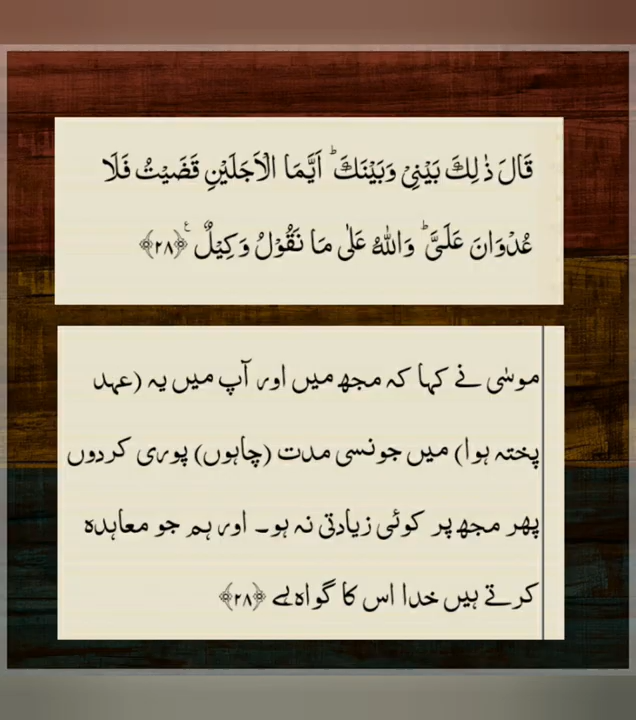 قَالَ ذٰلِكَ بَيْنِيْ وَبَيْنَكَ ؕ اَيَّمَا الْاَجَلَيْنِ قَضَيْتُ فَلَا
عُدْوَانَ عَلَيَّ ؕ وَاللّٰهُ عَلٰى مَا نَقُوْلُ وَكِيْلٌ ۧ ﴿۲۸﴾
موسٰی نے کہا کہ مجھ میں اور آپ میں یہ (عہد
پختہ ہوا) میں جونسی مدت (چاہوں) پوری کردوں
پھر مجھ پر کوئی زیادتی نہ ہو۔ اور ہم جو معاہدہ
کرتے ہیں خدا اس کا گواہ ہے ﴿۲۸﴾